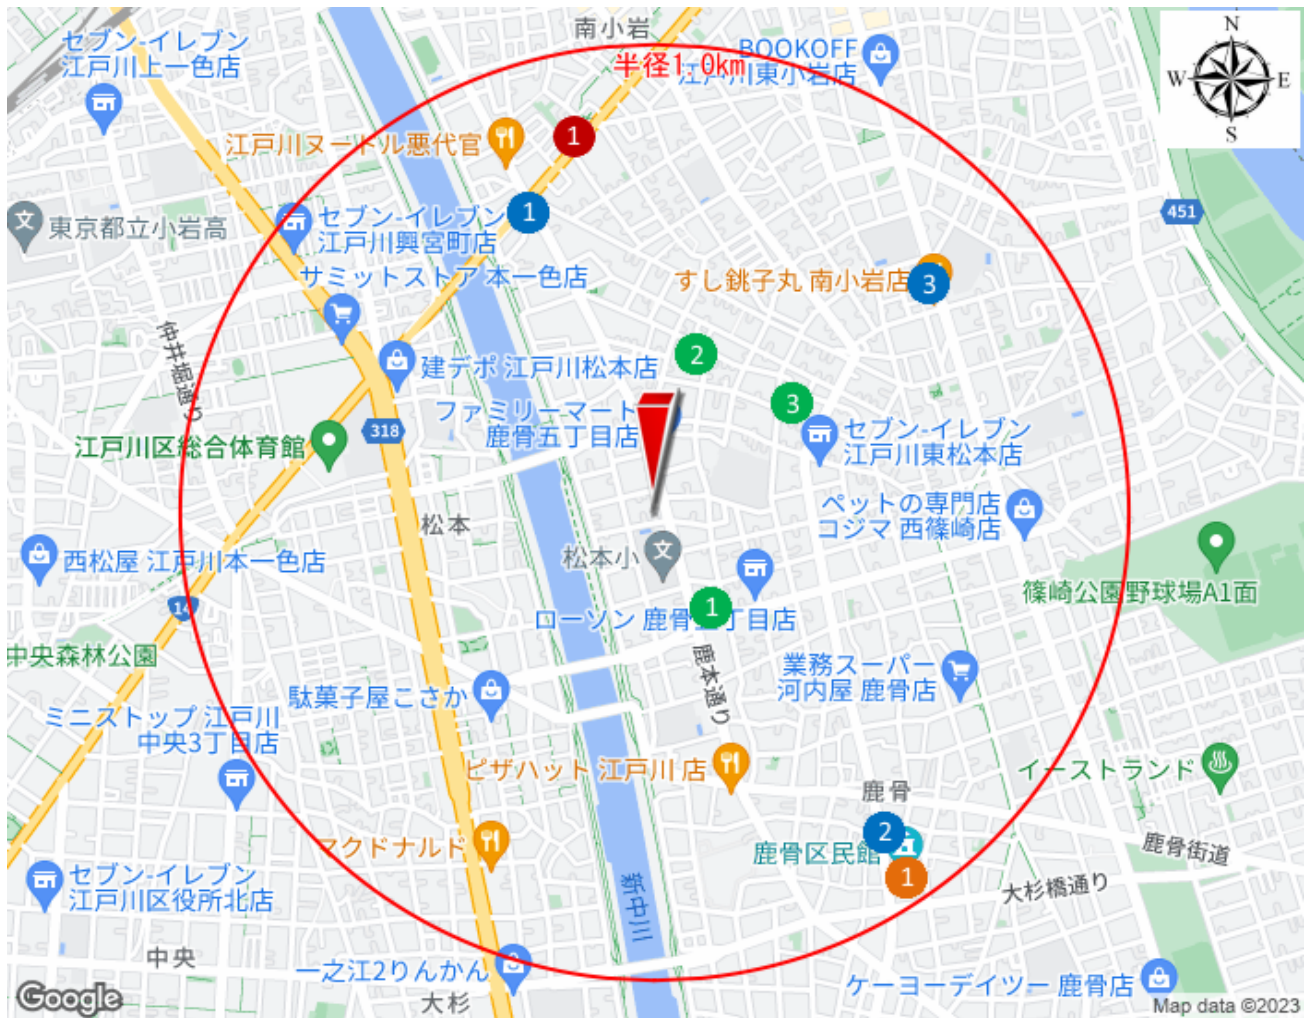 南小岩
セブン-イレブン
江戸川上一色店
BOOKOFF
江戸川東小岩店
半径1.0km
N
W
E
S
江戸川ヌートル悪代官
1
1
451
東京都立小岩高
セブン-イレブン
江戸川興宮町店
サミットストア 本一色店
すし銚子丸 南小岩店
3
仲井堀通り
2
建デポ 江戸川松本店
3
ファミリーマート
鹿骨五丁目店
318
江戸川区総合体育館
セブン-イレブン
江戸川東松本店
ペットの専門店
コジマ 西篠崎店
松本
西松屋 江戸川本一色店
松本小
篠崎公園野球場A1面
14
1
ローソン 鹿骨五丁目店
中央森林公園
鹿本通り
業務スーパー
河内屋 鹿骨店
駄菓子屋こさか
ミニストップ 江戸川
中央3丁目店
ピザハット 江戸川 店
イーストランド
鹿骨
2
マクドナルド
鹿骨区民館
鹿骨街道
1
大杉橋通り
セブン-イレブン
江戸川区役所北店
新中川
中央
一之江2りんかん
ケーヨーデイツー 鹿骨店
大杉
Google
Map data ©2023